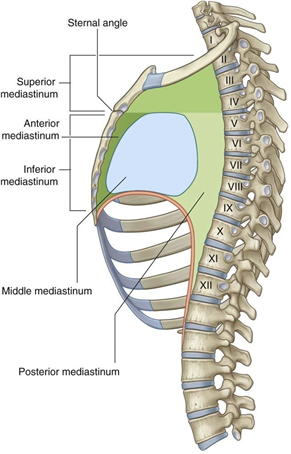 Sternal angle
Superior
mediastinum
Anterior
mediastinum
Inferior
mediastinum
Middle mediastinum
Posterior mediastinum
I
II
III
IV
V
VI
VII
VIII
IX
X
XI
XII